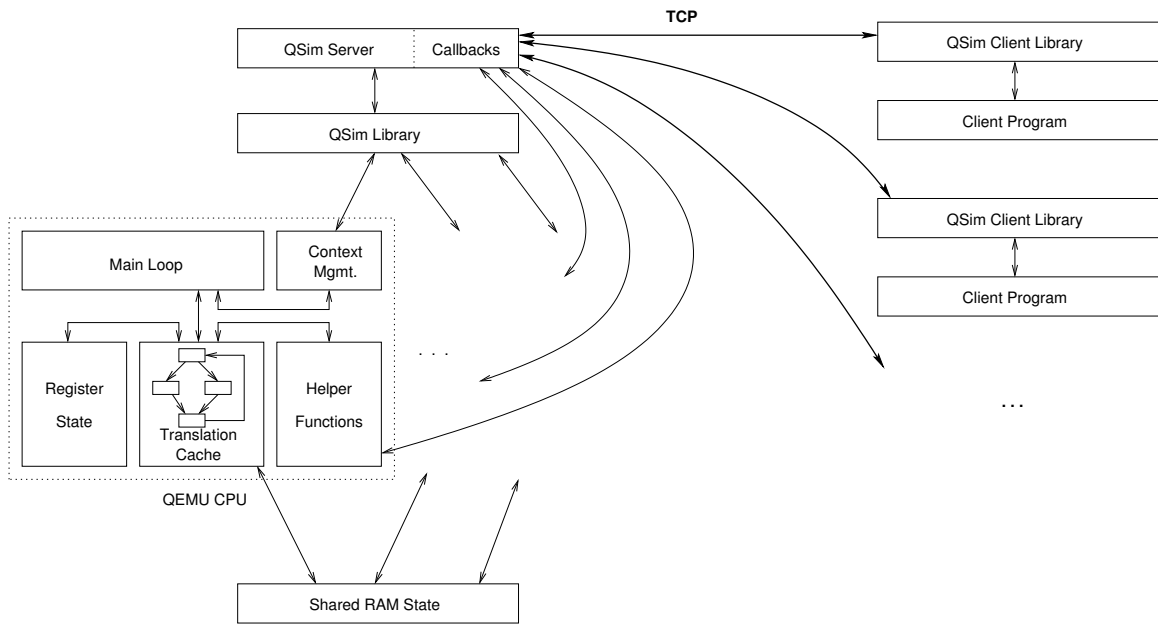 TCP
QSim Server
Callbacks
QSim Client Library
QSim Library
Client Program
QSim Client Library
Main Loop
Context
Mgmt.
Client Program
. . .
Register
State
Helper
Functions
Translation
Cache
. . .
QEMU CPU
Shared RAM State